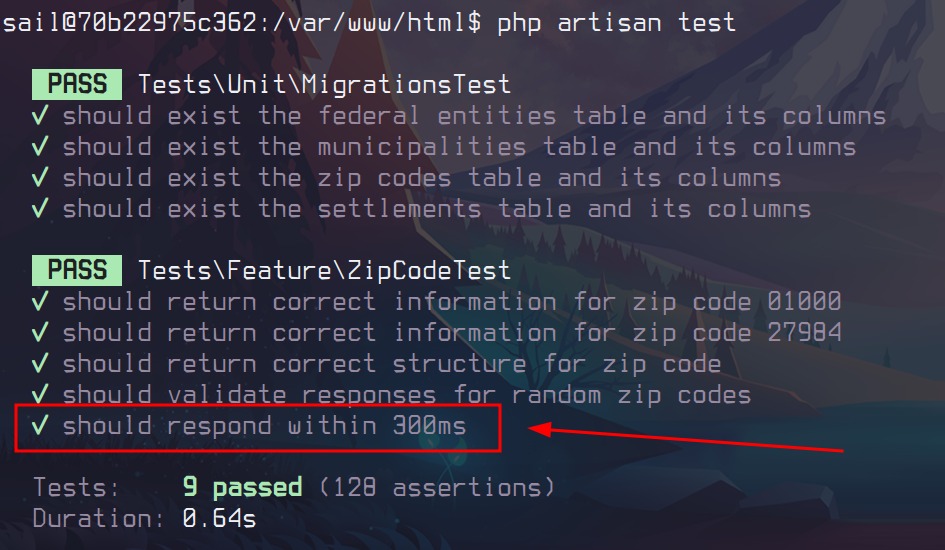 sail@70b22975c362:/var/www/html$ php artisan test
PASS Tests\Unit\MigrationsTest
✓ should exist the federal entities table and its columns
✓ should exist the municipalities table and its columns
✓ should exist the zip codes table and its columns
✓ should exist the settlements table and its columns
PASS Tests\Feature\ZipCodeTest
✓ should return correct information for zip code 01000
✓ should return correct information for zip code 27984
✓ should return correct structure for zip code
✓ should validate responses for random zip codes
✓ should respond within 300ms
Tests: 9 passed (128 assertions)
Duration: 0.64s